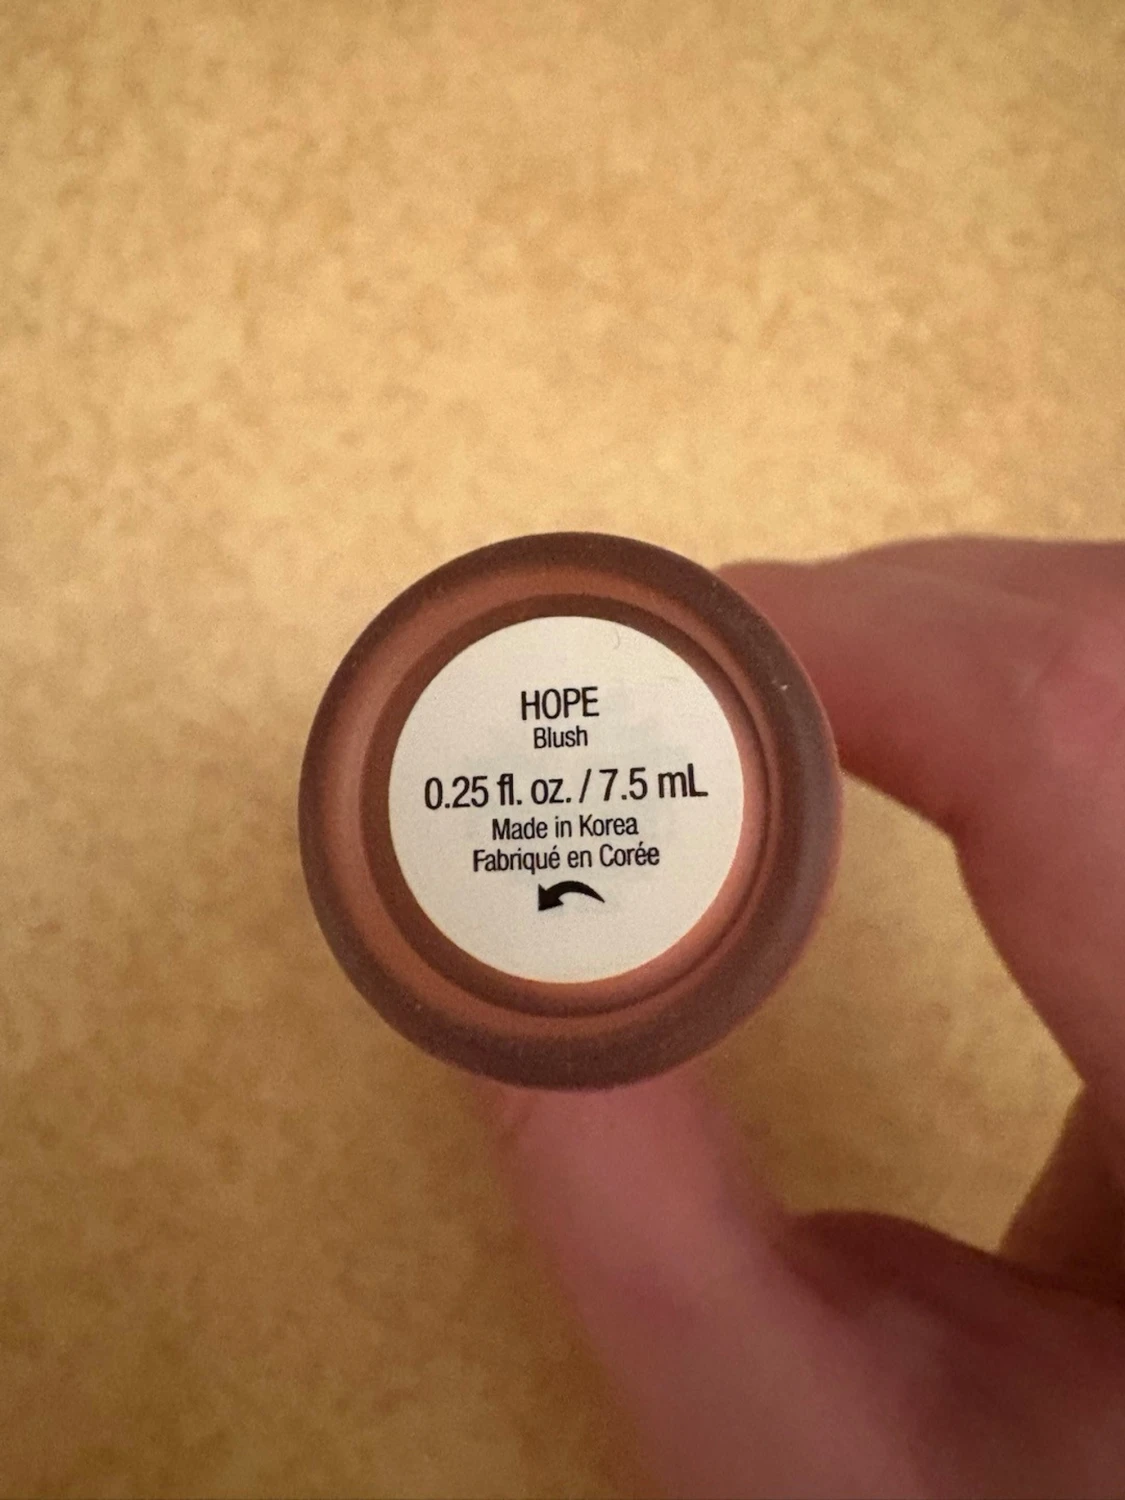 HOPE
Blush
0.25 fl. oz. / 7.5 mL
Made in Korea
Fabriqué en Corée